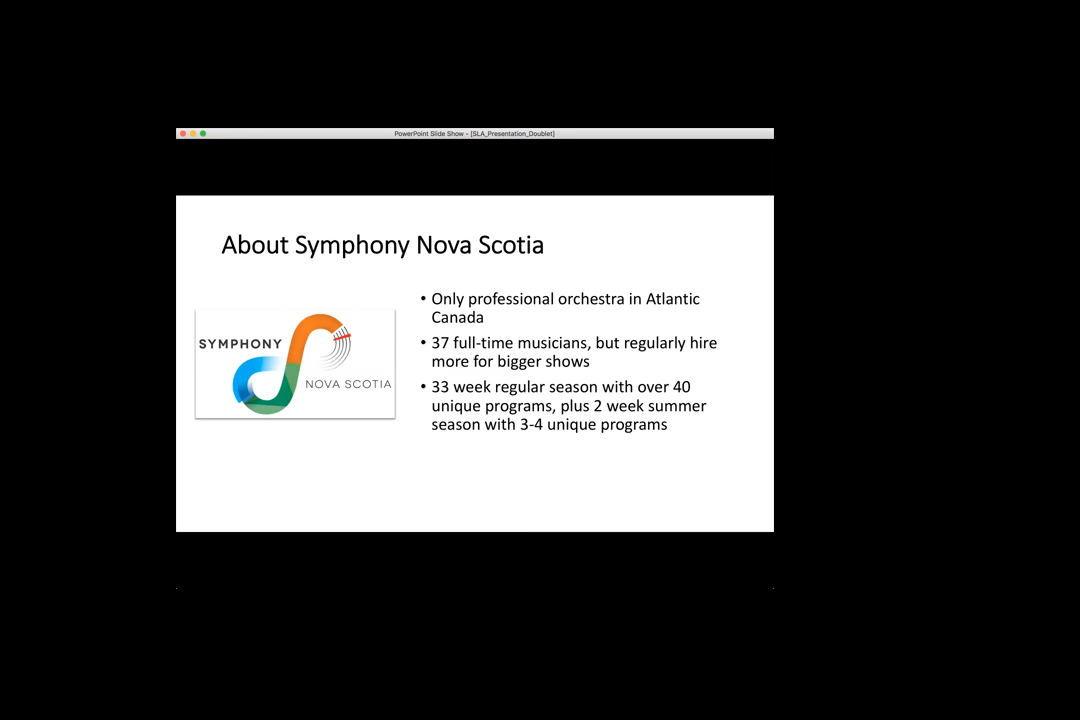 PowerPoint Slide Show - [SLA_Presentation_Doublet]
About Symphony Nova Scotia
SYMPHONY
NOVA SCOTIA
• Only professional orchestra in Atlantic
Canada
• 37 full-time musicians, but regularly hire
more for bigger shows
• 33 week regular season with over 40
unique programs, plus 2 week summer
season with 3-4 unique programs